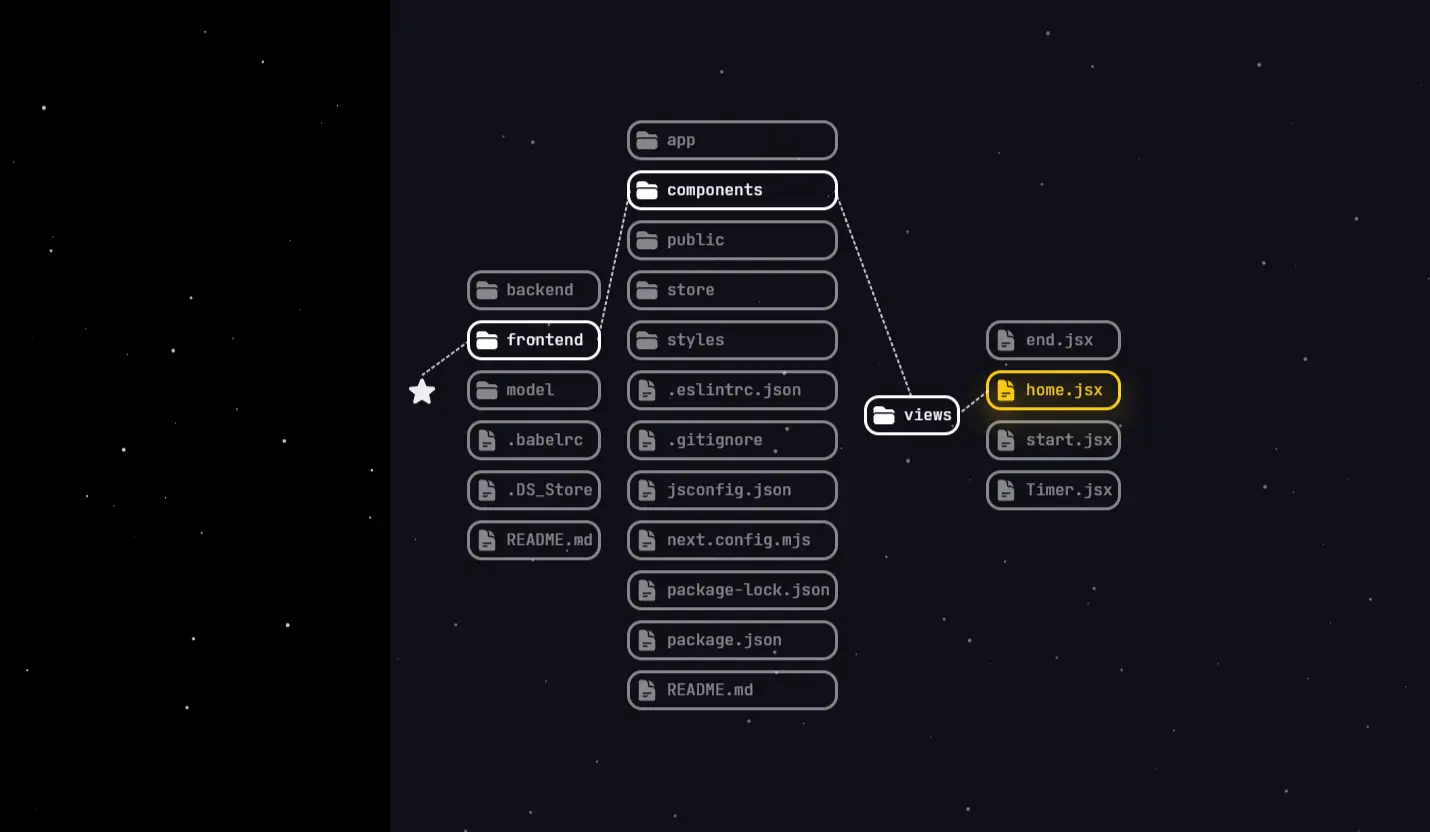 backend
frontend
model
.babelrc
.DS_Store
README.md
app
components
public
store
styles
.eslintrc.json
.gitignore
jsconfig.json
next.config.mjs
package-lock.json
package.json
README.md
views
end.jsx
home.jsx
start.jsx
Timer.jsx